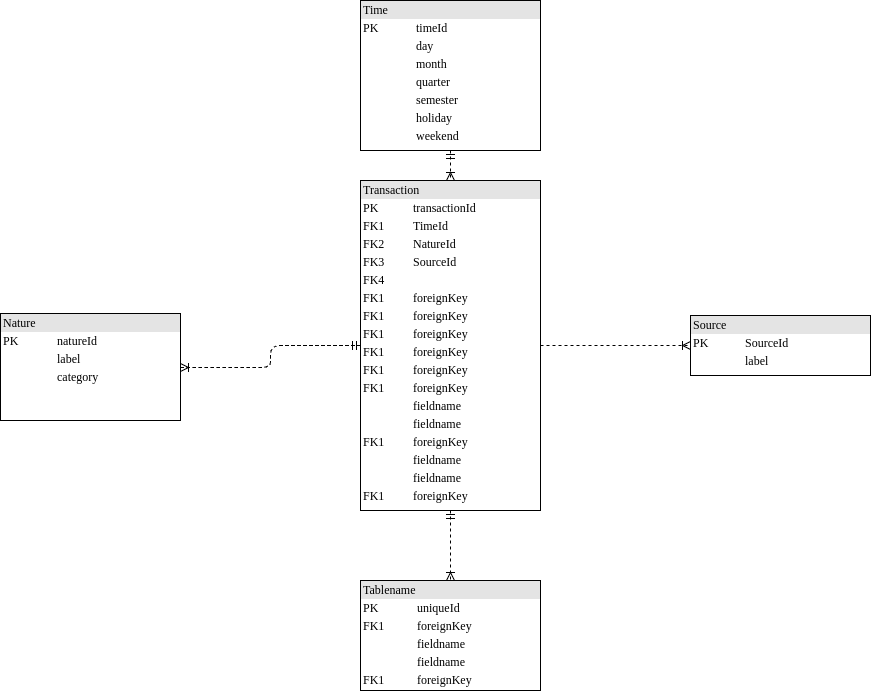 Time
PK timeId
day
month
quarter
semester
holiday
weekend
Transaction
PK transactionId
FK1 TimeId
FK2 NatureId
FK3 SourceId
FK4
FK1 foreignKey
FK1 foreignKey
FK1 foreignKey
FK1 foreignKey
FK1 foreignKey
FK1 foreignKey
fieldname
fieldname
FK1 foreignKey
fieldname
fieldname
FK1 foreignKey
Nature
PK natureId
label
category
Source
PK SourceId
label
Tablename
PK uniqueId
FK1 foreignKey
fieldname
fieldname
FK1 foreignKey